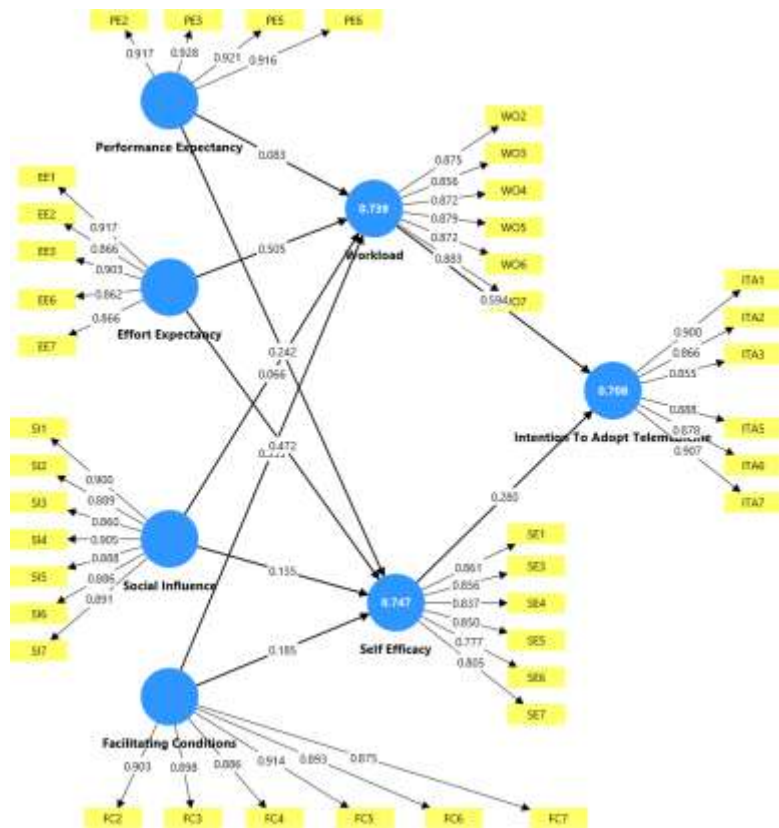 PE2 PE3 PE5 PE6
0.917 0.928 0.921 0.916
Performance Expectancy
0.083
WO2
WO3
WO4
WO5
WO6
0.875
0.856
0.872
0.879
0.872
0.883
0.739
Workload
0.594
EE1
EE2
EE3
EE6
EE7
0.917
0.866
0.903
0.862
0.866
Effort Expectancy
0.505
0.242
0.066
0.472
ITA1
ITA2
ITA3
ITA5
ITA6
ITA7
0.900
0.866
0.855
0.888
0.878
0.907
0.708
Intention To Adopt Telemedicine
0.280
SI1
SI2
SI3
SI4
SI5
SI6
SI7
0.900
0.889
0.860
0.905
0.888
0.886
0.891
Social Influence
0.185
SE1
SE3
SE4
SE5
SE6
SE7
0.861
0.856
0.837
0.850
0.777
0.805
0.747
Self Efficacy
Facilitating Conditions
0.903 0.898 0.886 0.914 0.893 0.875
FC2 FC3 FC4 FC5 FC6 FC7